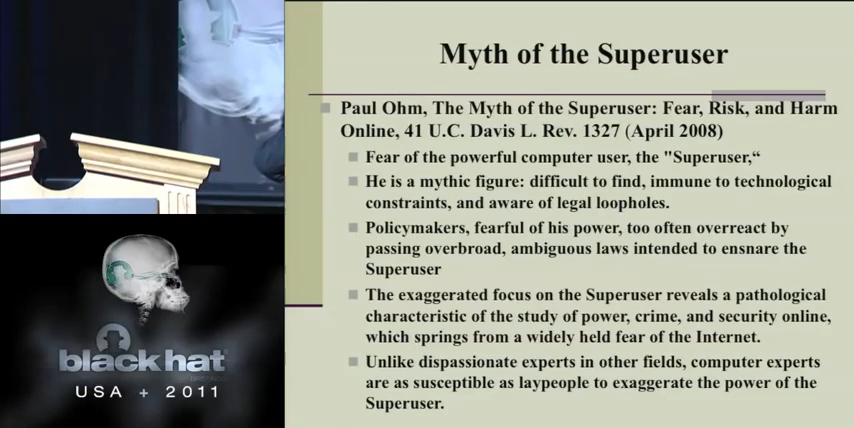 Myth of the Superuser
Paul Ohm, The Myth of the Superuser: Fear, Risk, and Harm
Online, 41 U.C. Davis L. Rev. 1327 (April 2008)
Fear of the powerful computer user, the "Superuser,“
He is a mythic figure: difficult to find, immune to technological
constraints, and aware of legal loopholes.
Policymakers, fearful of his power, too often overreact by
passing overbroad, ambiguous laws intended to ensnare the
Superuser
The exaggerated focus on the Superuser reveals a pathological
characteristic of the study of power, crime, and security online,
which springs from a widely held fear of the Internet.
Unlike dispassionate experts in other fields, computer experts
are as susceptible as laypeople to exaggerate the power of the
Superuser.
black hat
USA + 2011